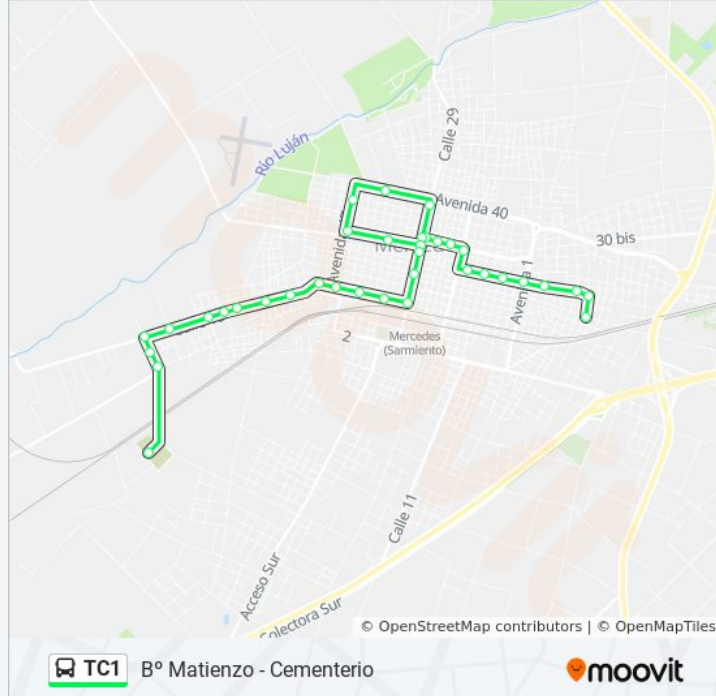 Calle 29
Río Luján
Avenida 40
Avenida
30 bis
Avenida 1
Mercedes
(Sarmiento)
2
Calle 11
Acceso Sur
Colectora Sur
© OpenStreetMap contributors | © OpenMapTiles
TC1
Bº Matienzo - Cementerio
moovit